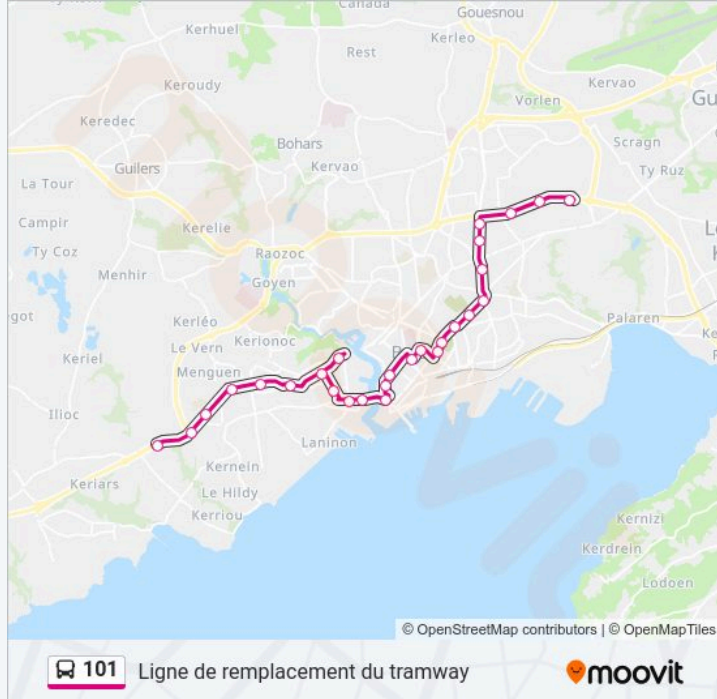 Canada
Gouesnou
Kerhuel
Kerleo
Rest
Keroudy
Kervao
Vorlen
Gu
Keredec
Bohars
Scragn
Guilers
Kervao
Ty Ruz
La Tour
Campir
Kerelie
Ty Coz
Raozoc
Menhir
Goyen
egot
Kerléo
Palaren
Kerionoc
Le Vern
Keriel
Menguen
Ilioc
Laninon
Kernein
Keriars
Le Hildy
Kerriou
Kernizi
Kerdrein
Lodoen
© OpenStreetMap contributors | © OpenMapTiles
101 Ligne de remplacement du tramway
moovit